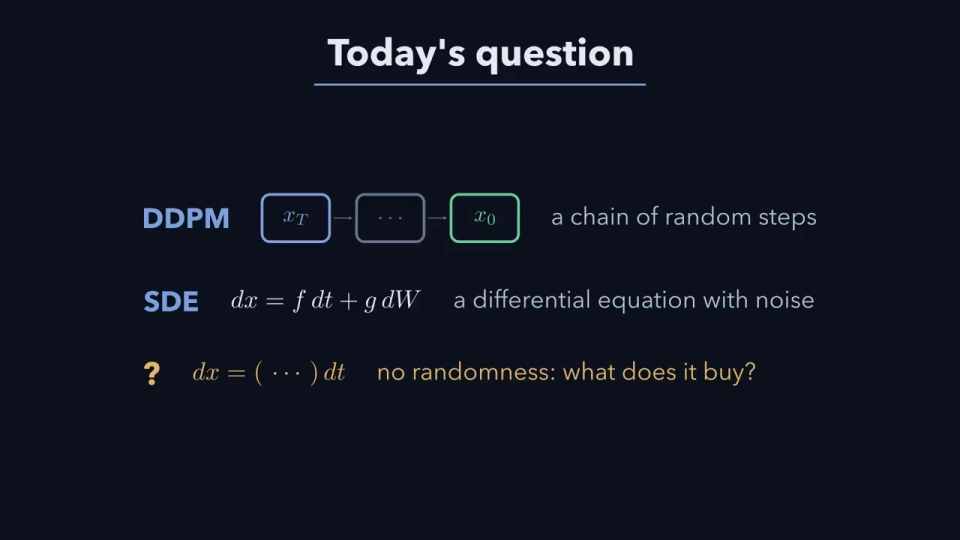 Today's question
DDPM x_T → ··· → x_0 a chain of random steps
SDE dx = f dt + g dW a differential equation with noise
? dx = ( ··· ) dt no randomness: what does it buy?